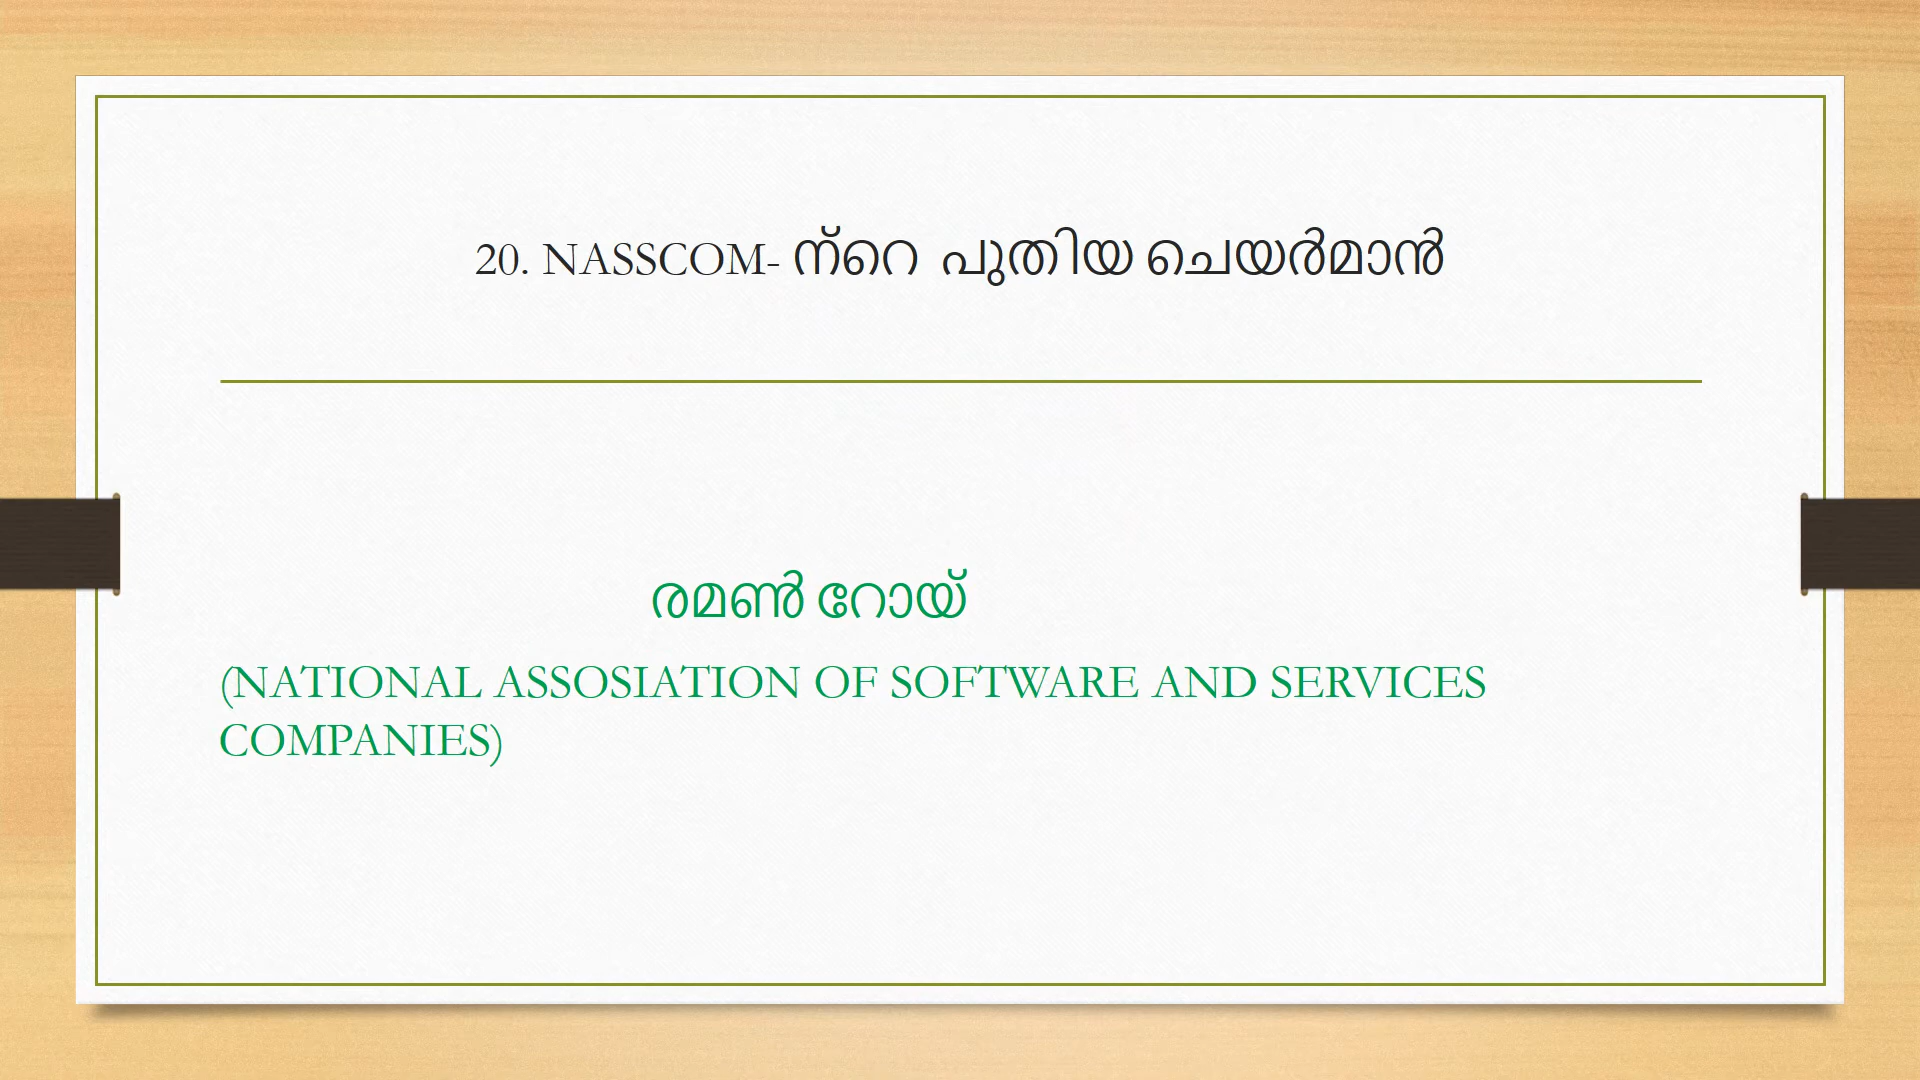 20. NASSCOM- ന്റെ പുതിയ ചെയർമാൻ
രമൺ റോയ്
(NATIONAL ASSOSIATION OF SOFTWARE AND SERVICES
COMPANIES)